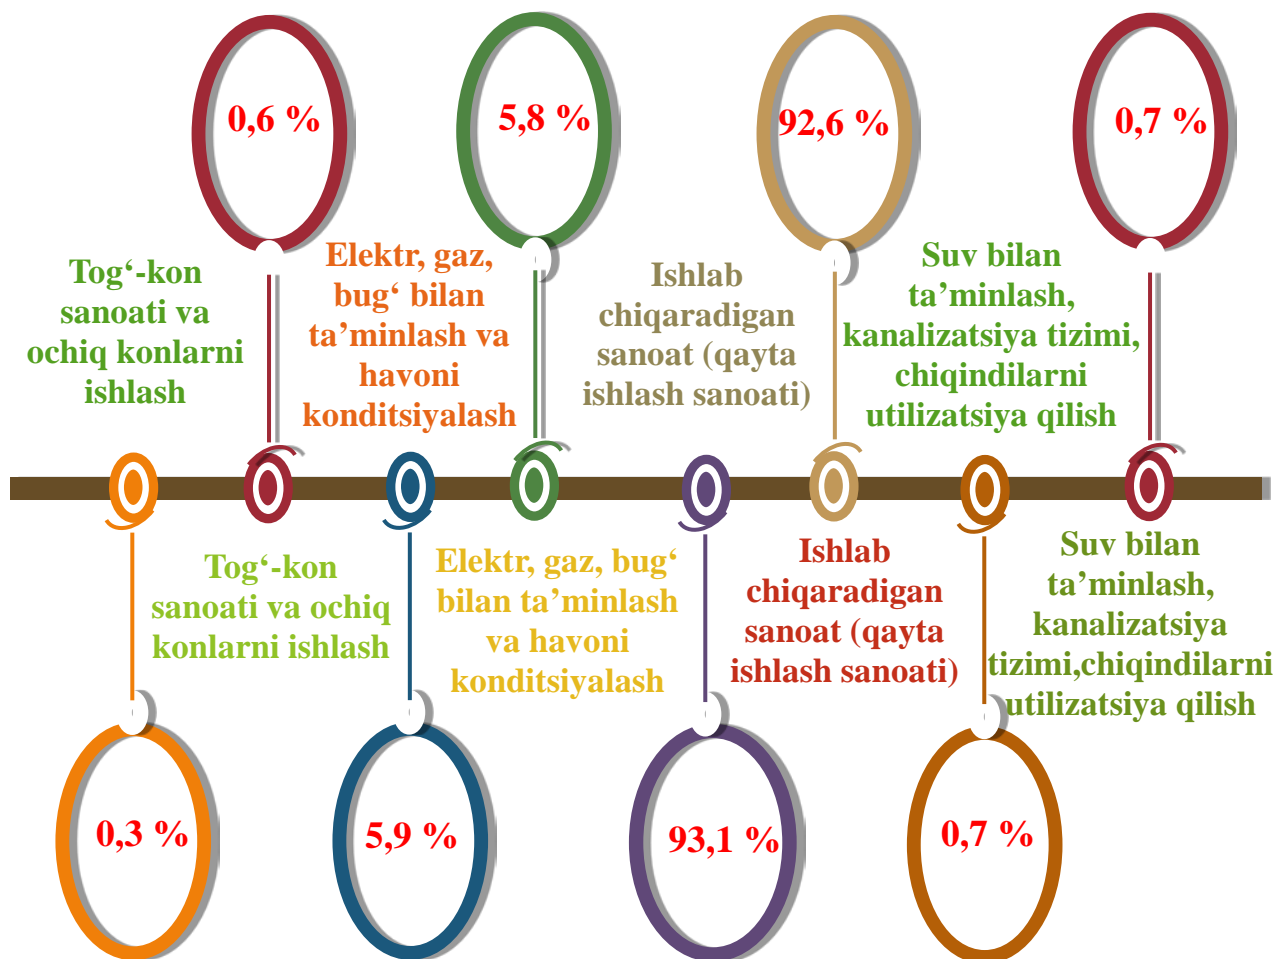 0,6 %
5,8 %
92,6 %
0,7 %
Tog‘-kon
sanoati va
ochiq konlarni
ishlash
Elektr, gaz,
bug‘ bilan
ta’minlash va
havoni
konditsiyalash
Ishlab
chiqaradigan
sanoat (qayta
ishlash sanoati)
Suv bilan
ta’minlash,
kanalizatsiya tizimi,
chiqindilarni
utilizatsiya qilish
Tog‘-kon
sanoati va ochiq
konlarni ishlash
Elektr, gaz, bug‘
bilan ta’minlash
va havoni
konditsiyalash
Ishlab
chiqaradigan
sanoat (qayta
ishlash sanoati)
Suv bilan
ta’minlash,
kanalizatsiya
tizimi,chiqindilarni
utilizatsiya qilish
0,3 %
5,9 %
93,1 %
0,7 %